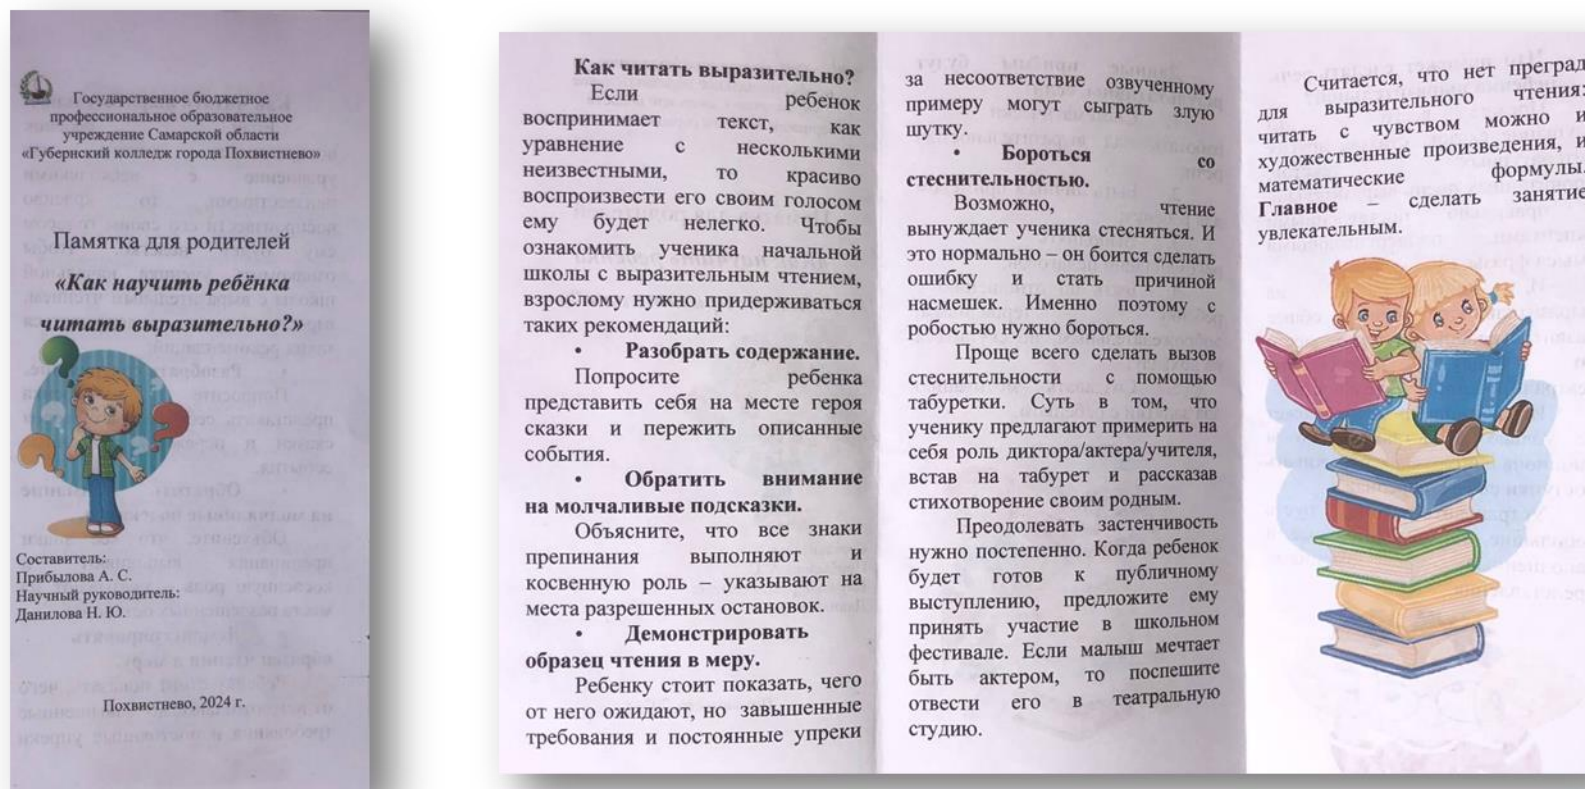 Государственное бюджетное
профессиональное образовательное
учреждение Самарской области
«Губернский колледж города Похвистнево»
Памятка для родителей
«Как научить ребёнка
читать выразительно?»
Составитель:
Прибылова А. С.
Научный руководитель:
Данилова Н. Ю.
Похвистнево, 2024 г.
Как читать выразительно?
Если ребенок
воспринимает текст, как
уравнение с несколькими
неизвестными, то красиво
воспроизвести его своим голосом
ему будет нелегко. Чтобы
ознакомить ученика начальной
школы с выразительным чтением,
взрослому нужно придерживаться
таких рекомендаций:
• Разобрать содержание.
Попросите ребенка
представить себя на месте героя
сказки и пережить описанные
события.
• Обратить внимание
на молчаливые подсказки.
Объясните, что все знаки
препинания выполняют и
косвенную роль – указывают на
места разрешенных остановок.
• Демонстрировать
образец чтения в меру.
Ребенку стоит показать, чего
от него ожидают, но завышенные
требования и постоянные упреки
за несоответствие озвученному
примеру могут сыграть злую
шутку.
• Бороться со
стеснительностью.
Возможно, чтение
вынуждает ученика стесняться. И
это нормально – он боится сделать
ошибку и стать причиной
насмешек. Именно поэтому с
робостью нужно бороться.
Проще всего сделать вызов
стеснительности с помощью
табуретки. Суть в том, что
ученику предлагают примерить на
себя роль диктора/актера/учителя,
встав на табурет и рассказав
стихотворение своим родным.
Преодолевать застенчивость
нужно постепенно. Когда ребенок
будет готов к публичному
выступлению, предложите ему
принять участие в школьном
фестивале. Если малыш мечтает
быть актером, то поспешите
отвести его в театральную
студию.
Считается, что нет преград
для выразительного чтения:
читать с чувством можно и
художественные произведения, и
математические формулы.
Главное – сделать занятие
увлекательным.